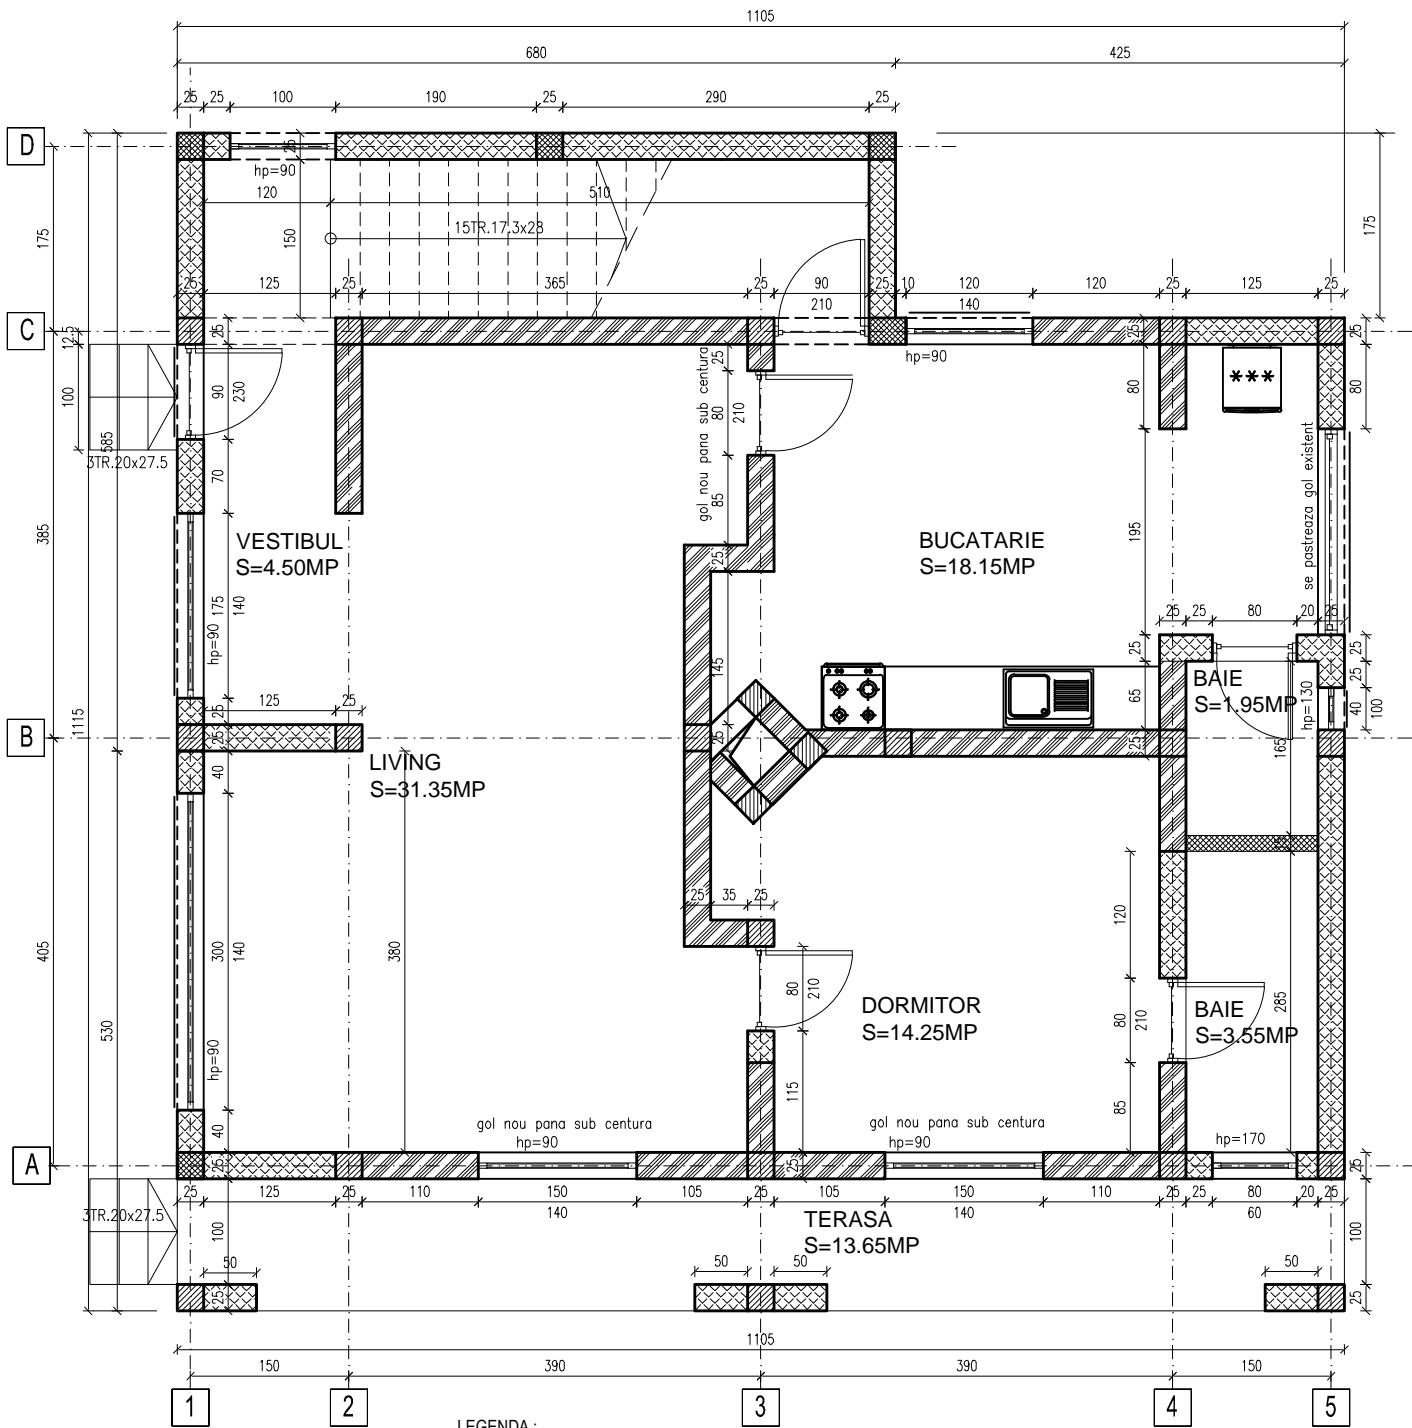 1105
680 425
25 25 100 190 25 290 25
D
25
hp=90
120 510
175 150 15TR.17.3x28 175
25 125 25 365 25 90 25 10 120 120 25 125 25
210 140
C
12.5 25 25 25
hp=90
100 90 230 25 80 80
gol nou pana sub centura
80 210
***
585
3TR.20x27.5
70 85
se pastreaza gol existent
385
VESTIBUL
S=4.50MP
BUCATARIE
S=18.15MP
195
25
hp=90 175 140
25 25 80 20 25
145 25 25 25
BAIE
S=1.95MP
hp=130 40 100
65
125 25
25
1115
B
25 25 25
165
LIVING
S=31.35MP
40
15
25 35 25
120
405 300 140 380
80 210
530
DORMITOR
S=14.25MP
80 210
285
BAIE
S=3.55MP
hp=90
115 85
40
gol nou pana sub centura
hp=90
gol nou pana sub centura
hp=90
hp=170
A
25 25 25
25 125 25 110 150 105 25 105 150 110 25 25 80 20 25
140 140 60
3TR.20x27.5
TERASA
S=13.65MP
100 100
50 50 50 50
25 25
1105
150 390 390 150
1 2 3 4 5
LEGENDA: